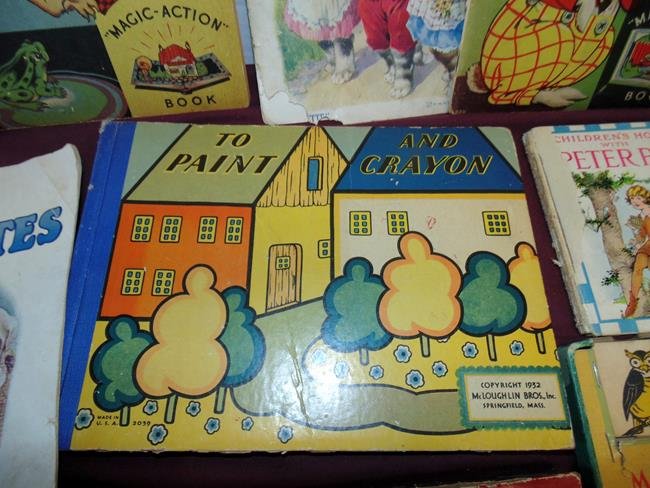 "MAGIC-ACTION"
BOOK
TO
PAINT
AND
CRAYON
COPYRIGHT 1932
McLOUGHLIN BROS., Inc.
SPRINGFIELD, MASS.
MADE IN
U.S.A. 2039
CHILDREN'S HO
WITH
PETER
TES
BO
"M
M